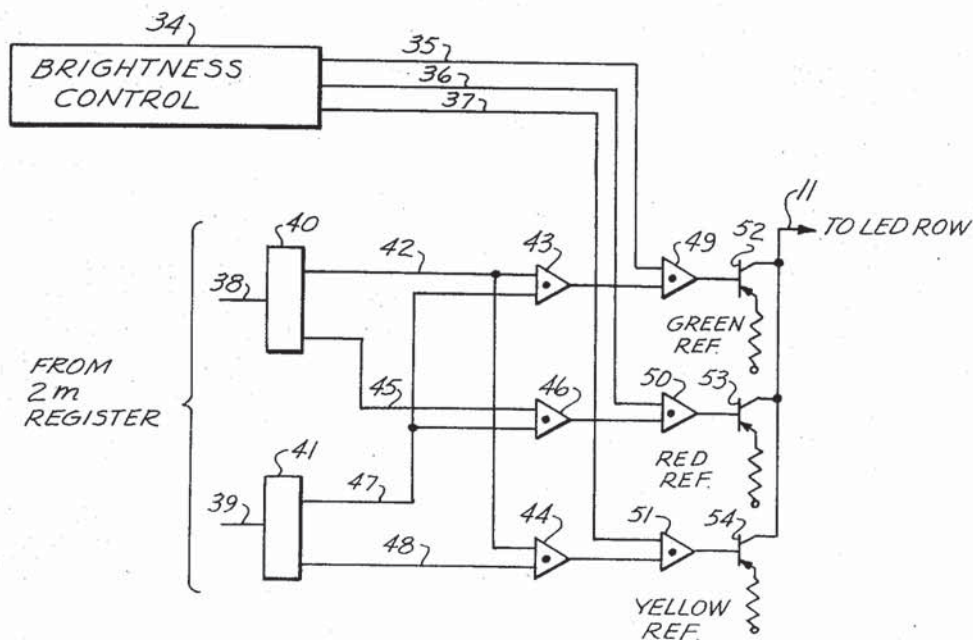 34
BRIGHTNESS
CONTROL
35
36
37
11
TO LED ROW
40
42
43
49
52
38
GREEN
REF.
FROM
2m
REGISTER
45
46
50
53
41
47
RED
REF.
39
48
44
51
54
YELLOW
REF.